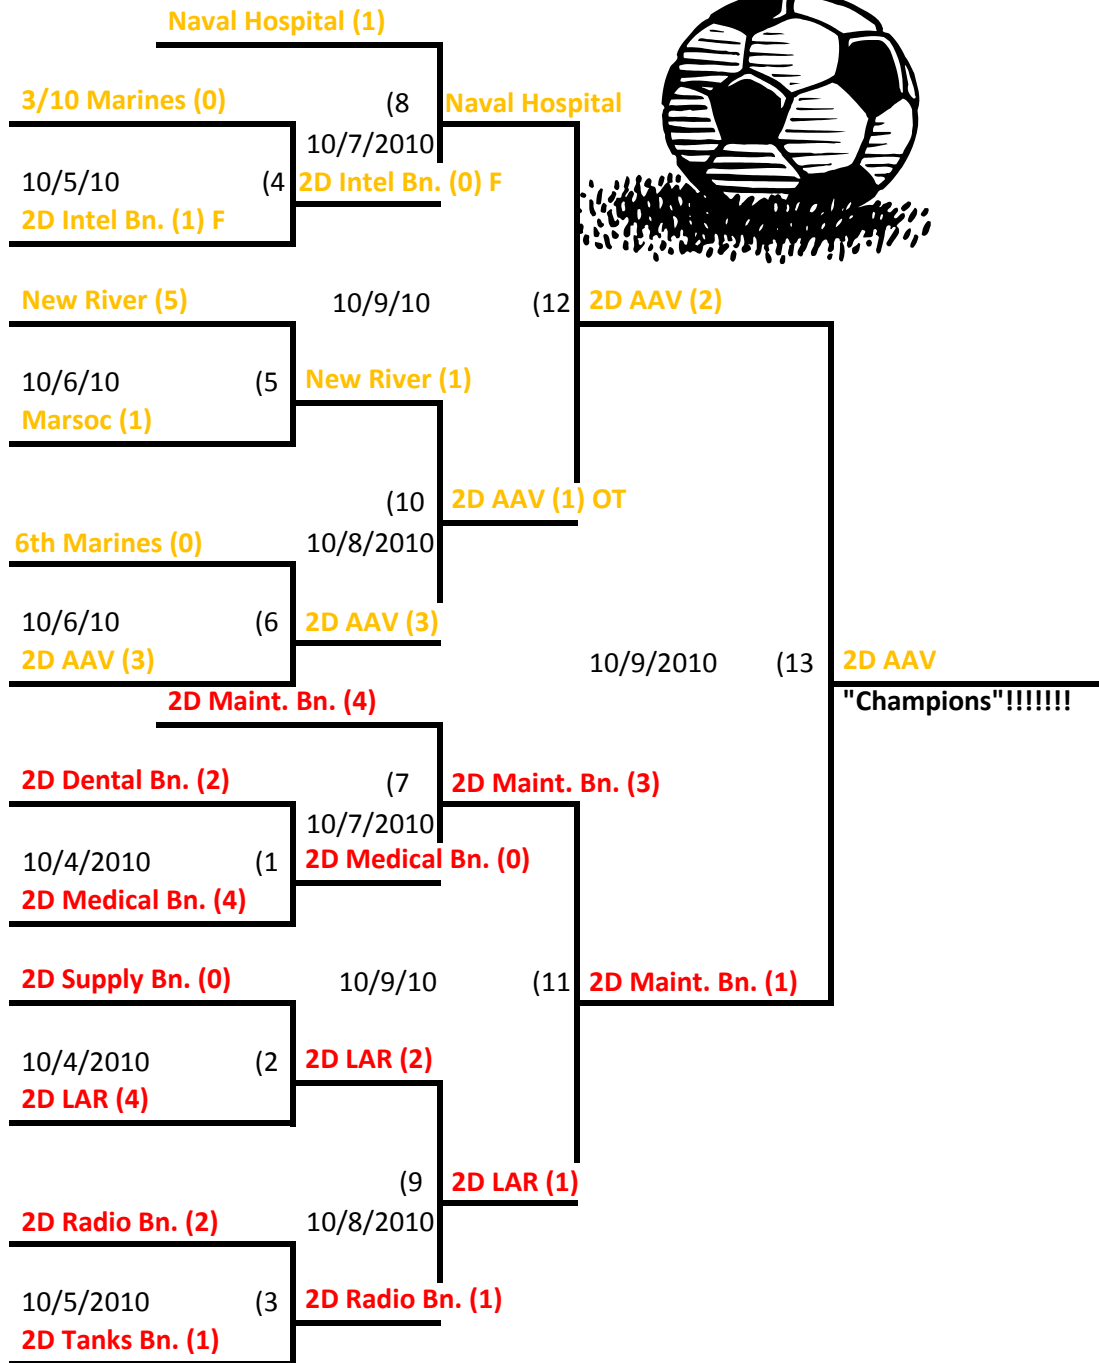 Naval Hospital (1)
3/10 Marines (0)
(8
Naval Hospital
10/7/2010
10/5/10
(4
2D Intel Bn. (0) F
2D Intel Bn. (1) F
New River (5)
10/9/10
(12
2D AAV (2)
10/6/10
(5
New River (1)
Marsoc (1)
(10
2D AAV (1) OT
6th Marines (0)
10/8/2010
10/6/10
(6
2D AAV (3)
2D AAV (3)
10/9/2010
(13
2D AAV
"Champions"!!!!!!!
2D Maint. Bn. (4)
2D Dental Bn. (2)
(7
2D Maint. Bn. (3)
10/7/2010
10/4/2010
(1
2D Medical Bn. (0)
2D Medical Bn. (4)
2D Supply Bn. (0)
10/9/10
(11
2D Maint. Bn. (1)
10/4/2010
(2
2D LAR (2)
2D LAR (4)
(9
2D LAR (1)
2D Radio Bn. (2)
10/8/2010
10/5/2010
(3
2D Radio Bn. (1)
2D Tanks Bn. (1)